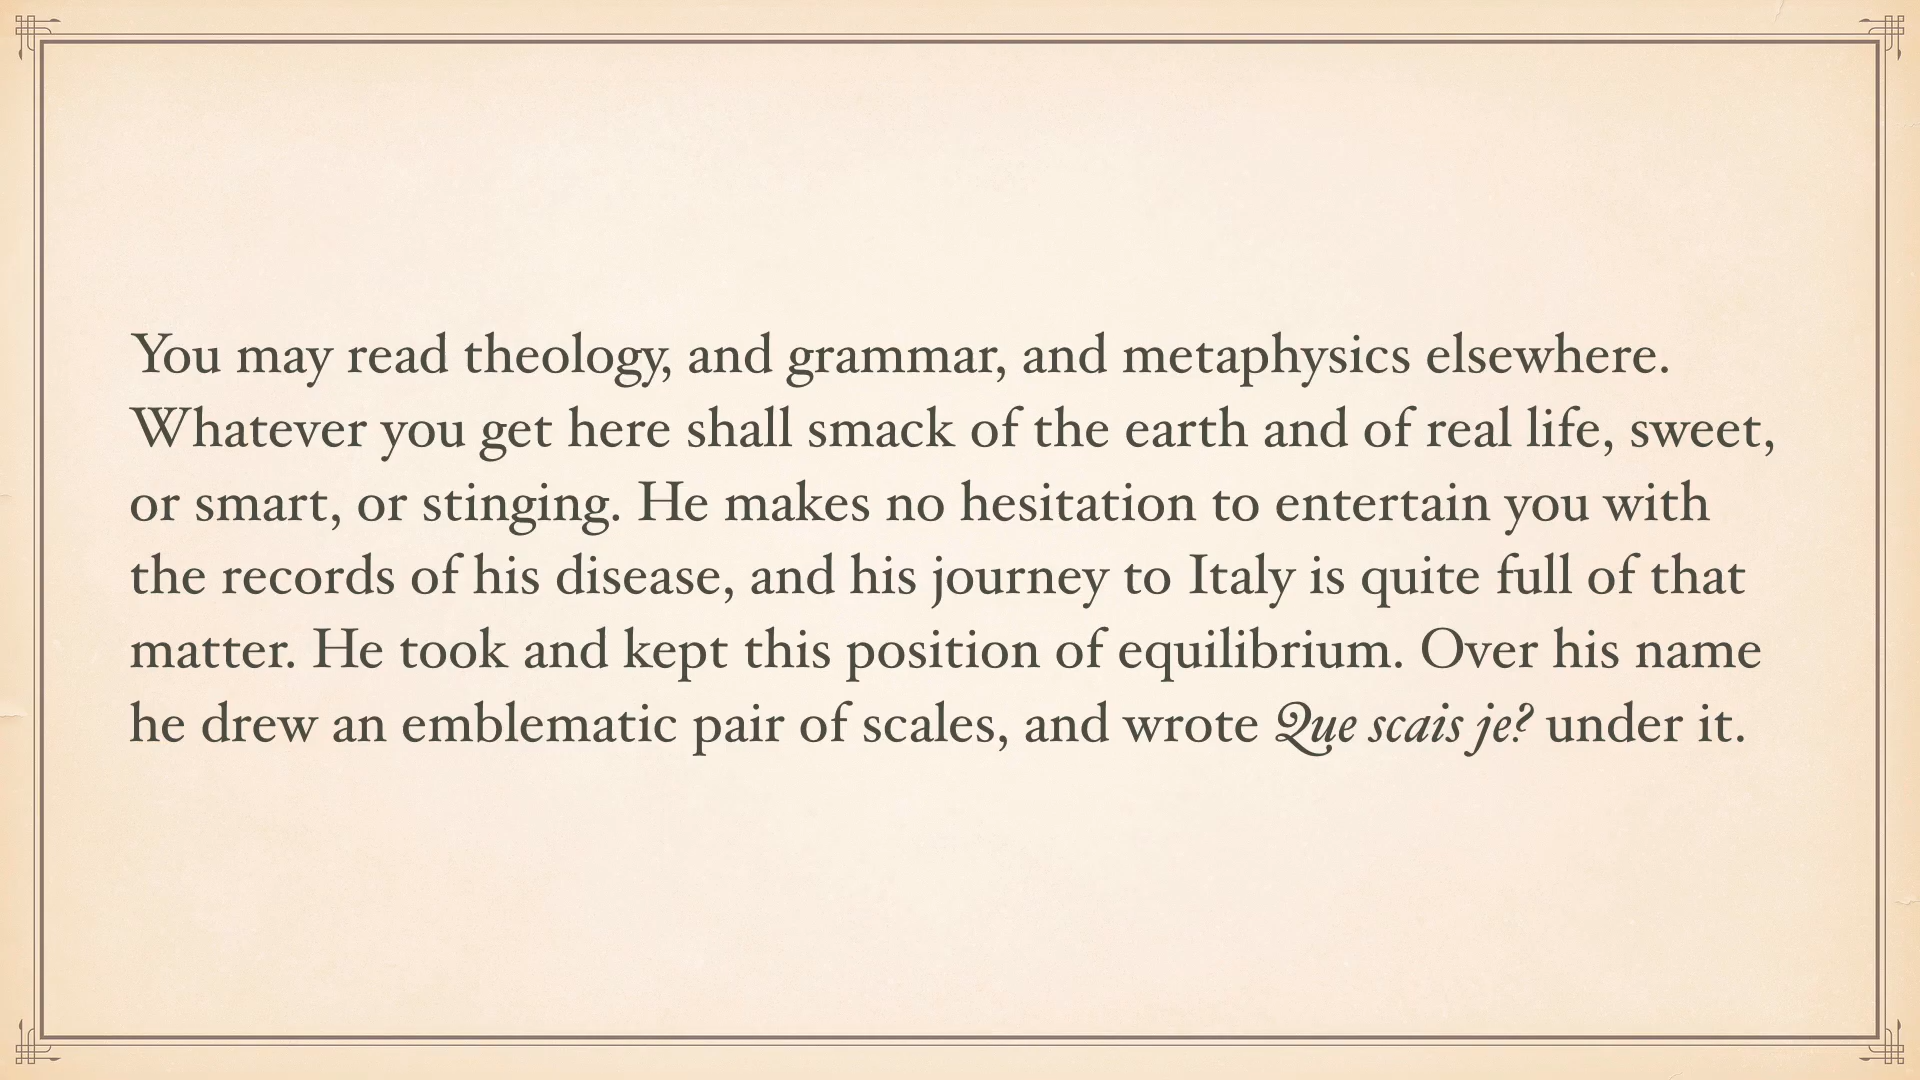 You may read theology, and grammar, and metaphysics elsewhere.
Whatever you get here shall smack of the earth and of real life, sweet,
or smart, or stinging. He makes no hesitation to entertain you with
the records of his disease, and his journey to Italy is quite full of that
matter. He took and kept this position of equilibrium. Over his name
he drew an emblematic pair of scales, and wrote Que scais je? under it.